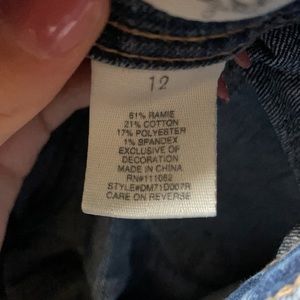 12
61% RAMIE
21% COTTON
17% POLYESTER
1% SPANDEX
EXCLUSIVE OF
DECORATION
MADE IN CHINA
RN#111082
STYLE#DM71D007R
CARE ON REVERSE